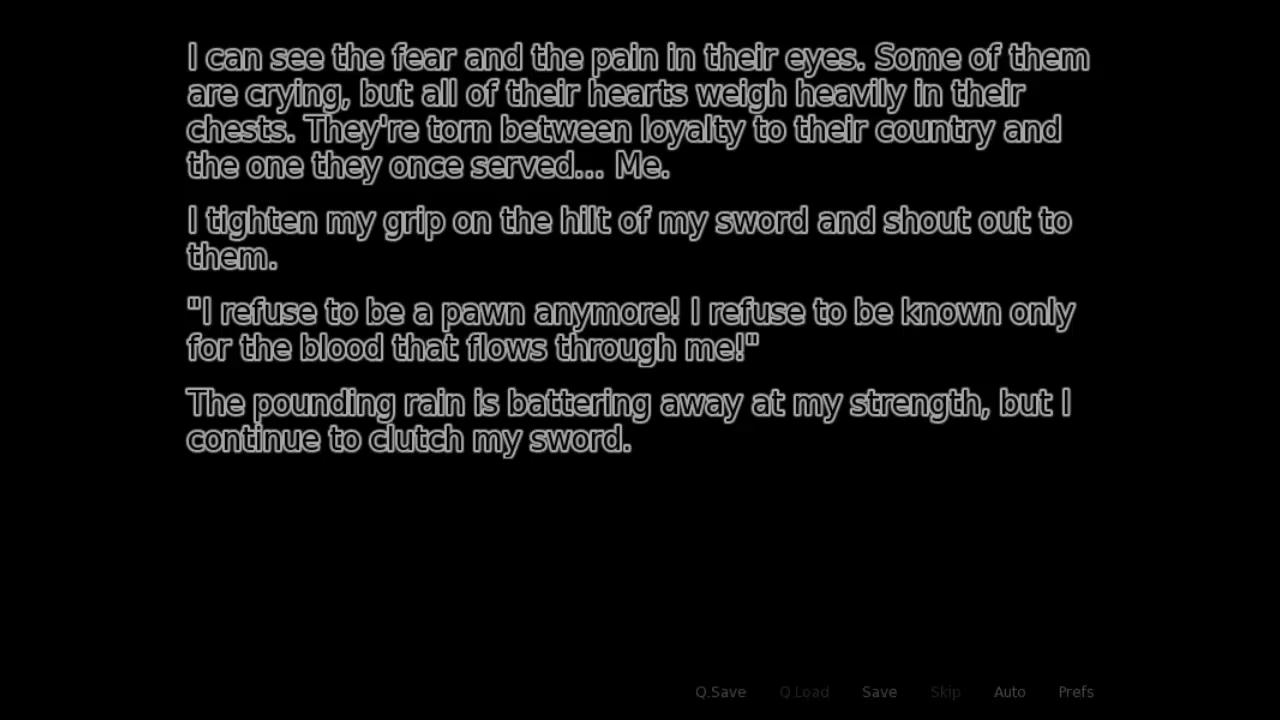 I can see the fear and the pain in their eyes. Some of them
are crying, but all of their hearts weigh heavily in their
chests. They're torn between loyalty to their country and
the one they once served... Me.
I tighten my grip on the hilt of my sword and shout out to
them.
"I refuse to be a pawn anymore! I refuse to be known only
for the blood that flows through me!"
The pounding rain is battering away at my strength, but I
continue to clutch my sword.
Q.Save Q.Load Save Skip Auto Prefs